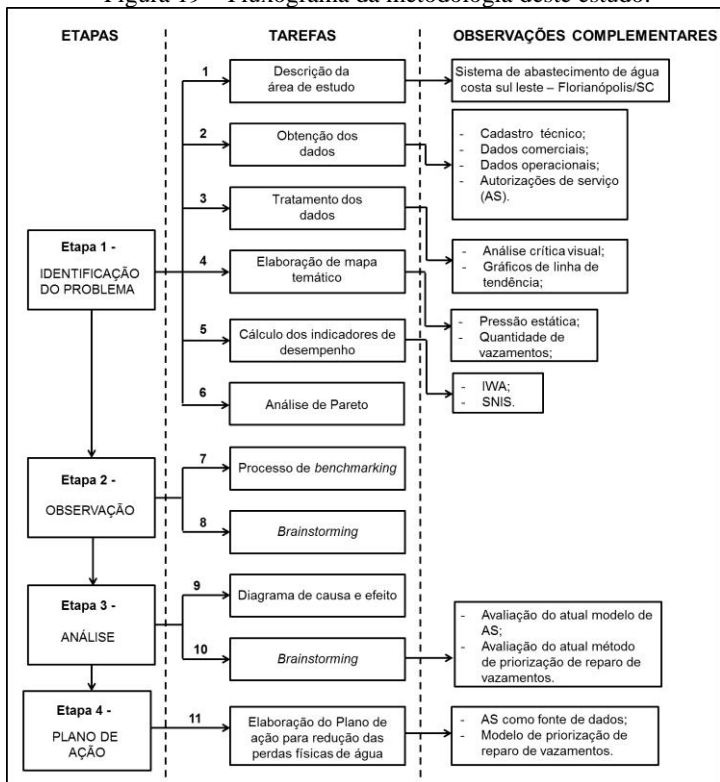 Figura 19 – Fluxograma da metodologia deste estudo.
ETAPAS
TAREFAS
OBSERVAÇÕES COMPLEMENTARES
1
Descrição da
área de estudo
Sistema de abastecimento de água
costa sul leste – Florianópolis/SC
2
Obtenção dos
dados
- Cadastro técnico;
- Dados comerciais;
- Dados operacionais;
- Autorizações de serviço
(AS).
3
Tratamento dos
dados
- Análise crítica visual;
- Gráficos de linha de
tendência;
Etapa 1 -
IDENTIFICAÇÃO
DO PROBLEMA
4
Elaboração de mapa
temático
- Pressão estática;
- Quantidade de
vazamentos;
5
Cálculo dos indicadores de
desempenho
- IWA;
- SNIS.
6
Análise de Pareto
Etapa 2 -
OBSERVAÇÃO
7
Processo de benchmarking
8
Brainstorming
Etapa 3 -
ANÁLISE
9
Diagrama de causa e efeito
10
Brainstorming
- Avaliação do atual modelo de
AS;
- Avaliação do atual método
de priorização de reparo de
vazamentos.
Etapa 4 -
PLANO DE
AÇÃO
11
Elaboração do Plano de
ação para redução das
perdas físicas de água
- AS como fonte de dados;
- Modelo de priorização de
reparo de vazamentos.